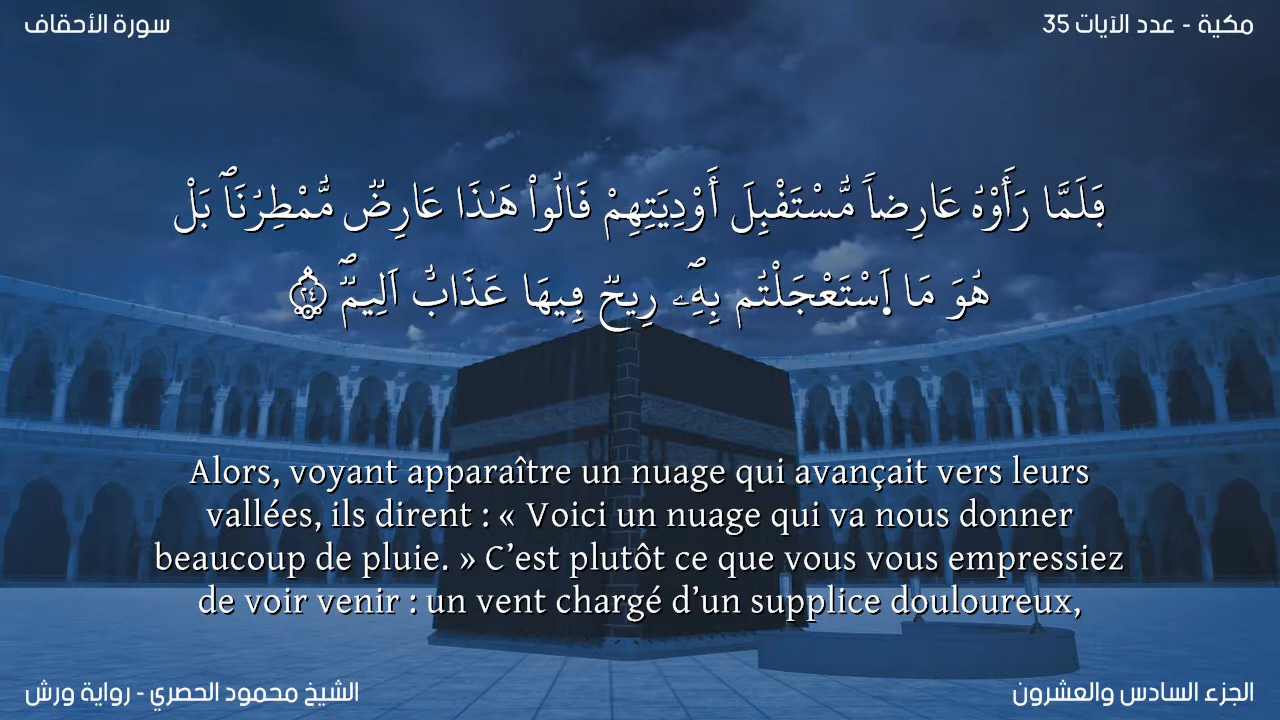 سورة الأحقاف
مكية - عدد الآيات 35
فَلَمَّا رَأَوْهُ عَارِضاٗ مُّسْتَقْبِلَ أَوْدِيَتِهِمْ قَالُواْ هَٰذَا عَارِضٞ مُّمْطِرُنَاۖ بَلْ
هُوَ مَا اَ۪سْتَعْجَلْتُم بِهِۦۖ رِيحٞ فِيهَا عَذَابٌ اَلِيمٞۖ ٢٤
Alors, voyant apparaître un nuage qui avançait vers leurs
vallées, ils dirent : « Voici un nuage qui va nous donner
beaucoup de pluie. » C’est plutôt ce que vous vous empressiez
de voir venir : un vent chargé d’un supplice douloureux,
الشيخ محمود الحصري - رواية ورش
الجزء السادس والعشرون